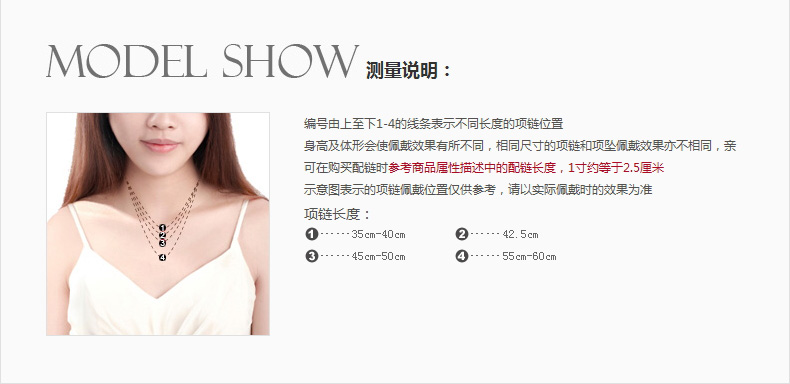 MODEL SHOW 测量说明：
编号由上至下1-4的线条表示不同长度的项链位置
身高及体形会使佩戴效果有所不同，相同尺寸的项链和项坠佩戴效果亦不相同，亲
可在购买配链时参考商品属性描述中的配链长度，1寸约等于2.5厘米
示意图表示的项链佩戴位置仅供参考，请以实际佩戴时的效果为准
项链长度：
1······35cm-40cm 2······42.5cm
3······45cm-50cm 4······55cm-60cm
1
2
3
4